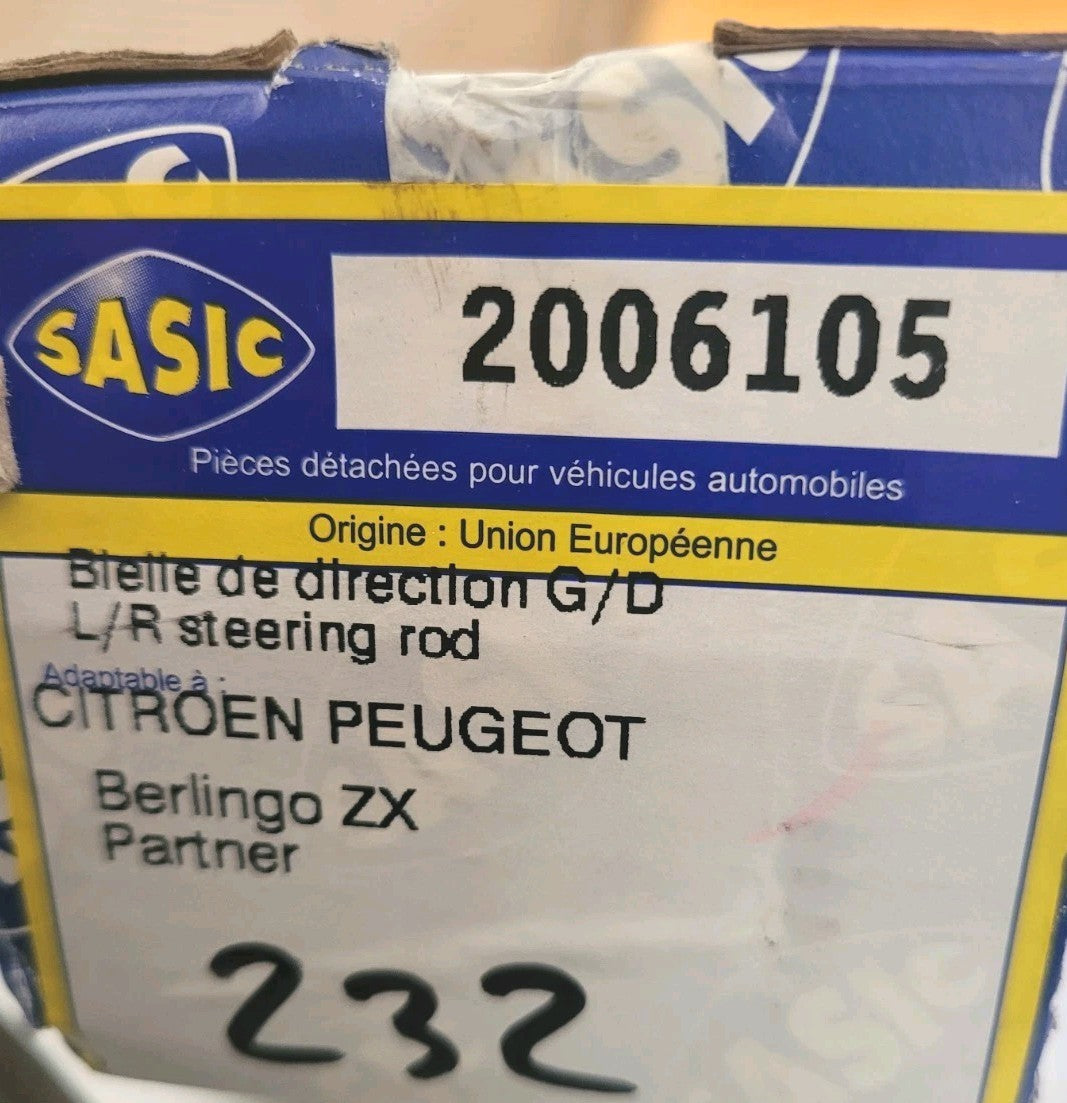 SASIC
2006105
Pièces détachées pour véhicules automobiles
Origine : Union Européenne
Bielle de direction G/D
L/R steering rod
Adaptable à :
CITROEN PEUGEOT
Berlingo ZX
Partner
232